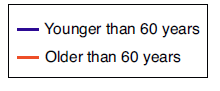 Younger than 60 years
Older than 60 years